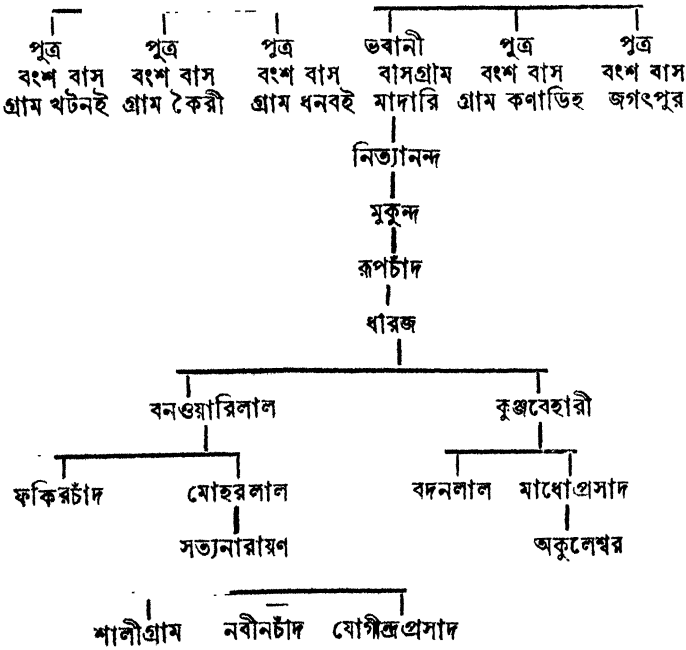 পুত্র পুত্র পুত্র ভবানী পুত্র পুত্র
বংশ বাস বংশ বাস বংশ বাস বাসগ্রাম বংশ বাস বংশ বাস
গ্রাম খটনই গ্রাম কৈরী গ্রাম ধনবই মাদারি গ্রাম কণাডিহ জগৎপুর
নিত্যানন্দ
মুকুন্দ
রূপচাঁদ
ধীরজ
বনওয়ারিলাল কুঞ্জবেহারী
ফকিরচাঁদ মোহরলাল বদনলাল মাধোপ্রসাদ
সত্যনারায়ণ অকুলেশ্বর
শালীগ্রাম নবীনচাঁদ যোগীন্দ্রপ্রসাদ